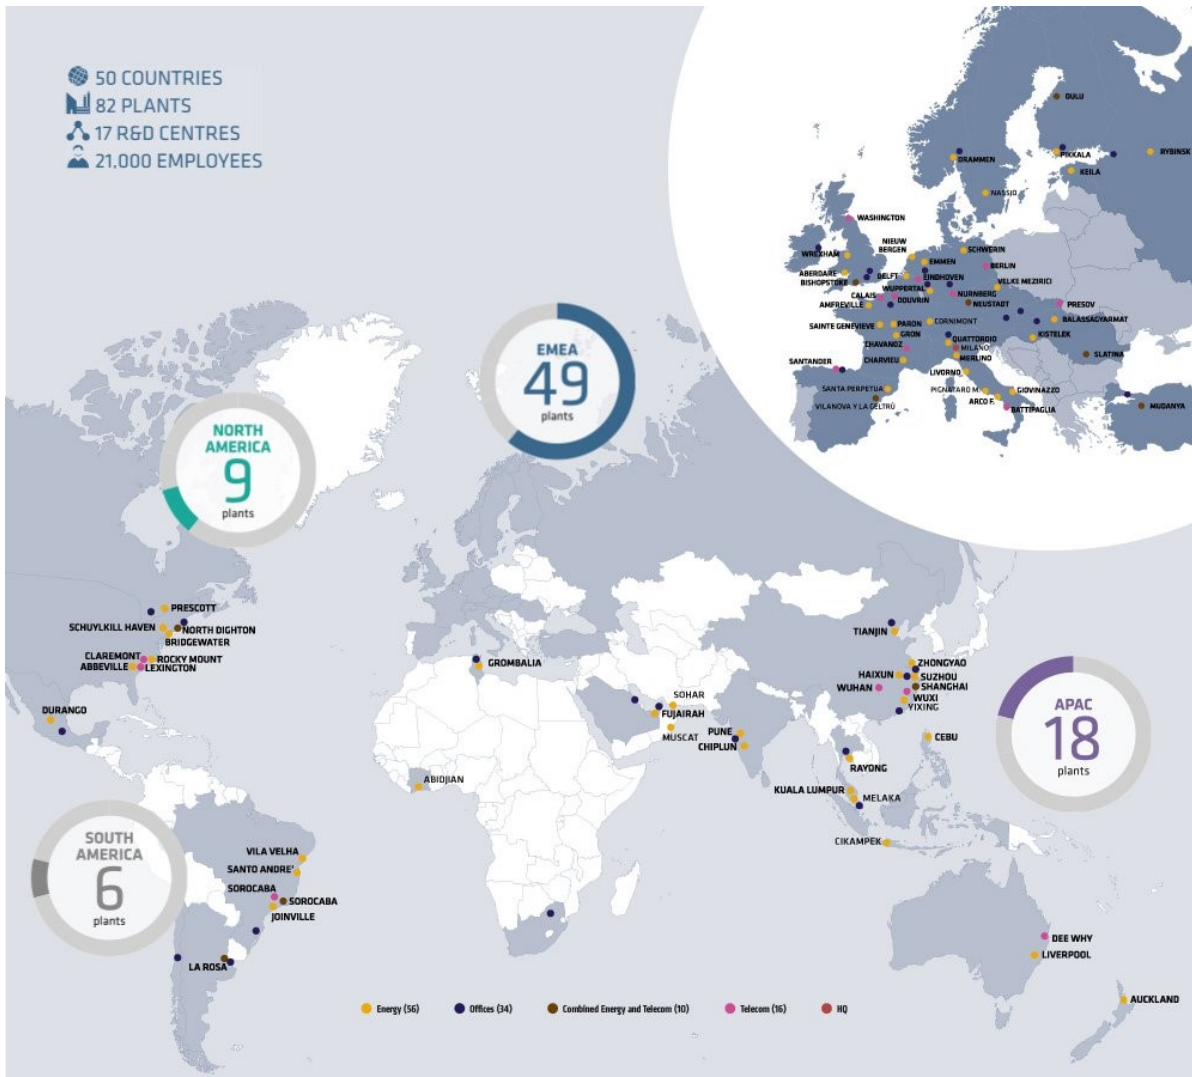 50 COUNTRIES
82 PLANTS
17 R&D CENTRES
21,000 EMPLOYEES
EMEA
49
plants
NORTH
AMERICA
9
plants
APAC
18
plants
SOUTH
AMERICA
6
plants
OULU
PIKKALA
RYBINSK
DRAMMEN
KEILA
NASSJO
WASHINGTON
NIEUW
BERGEN
SCHWERIN
WREXHAM
EMMEN
BERLIN
ABERDARE
DELFT
EINDHOVEN
BISHOPSTOKE
VELKE MEZIRICI
WUPPERTAL
CALAIS
NURNBERG
DOUVRIN
NEUSTADT
PRESOV
AMFREVILLE
BALASSAGYARMAT
SAINTE GENEVIEVE
PARON
CORNIMONT
GRON
QUATTORDIO
KISTELEK
CHAVANOZ
MILANO
MERLINO
SLATINA
SANTANDER
CHARVIEU
LIVORNO
SANTA PERPETUA
PIGNATARO M.
GIOVINAZZO
ARCO F.
VILANOVA Y LA GELTRÙ
BATTIPAGLIA
MUDANYA
PRESCOTT
SCHUYLKILL HAVEN
NORTH DIGHTON
BRIDGEWATER
CLAREMONT
ROCKY MOUNT
ABBEVILLE
LEXINGTON
DURANGO
GROMBALIA
SOHAR
FUJAIRAH
MUSCAT
ABIDJIAN
PUNE
CHIPLUN
TIANJIN
ZHONGYAO
HAIXUN
SUZHOU
WUHAN
SHANGHAI
WUXI
YIXING
CEBU
RAYONG
KUALA LUMPUR
MELAKA
CIKAMPEK
VILA VELHA
SANTO ANDRE'
SOROCABA
SOROCABA
JOINVILLE
LA ROSA
DEE WHY
LIVERPOOL
AUCKLAND
Energy (56)
Offices (34)
Combined Energy and Telecom (10)
Telecom (16)
HQ